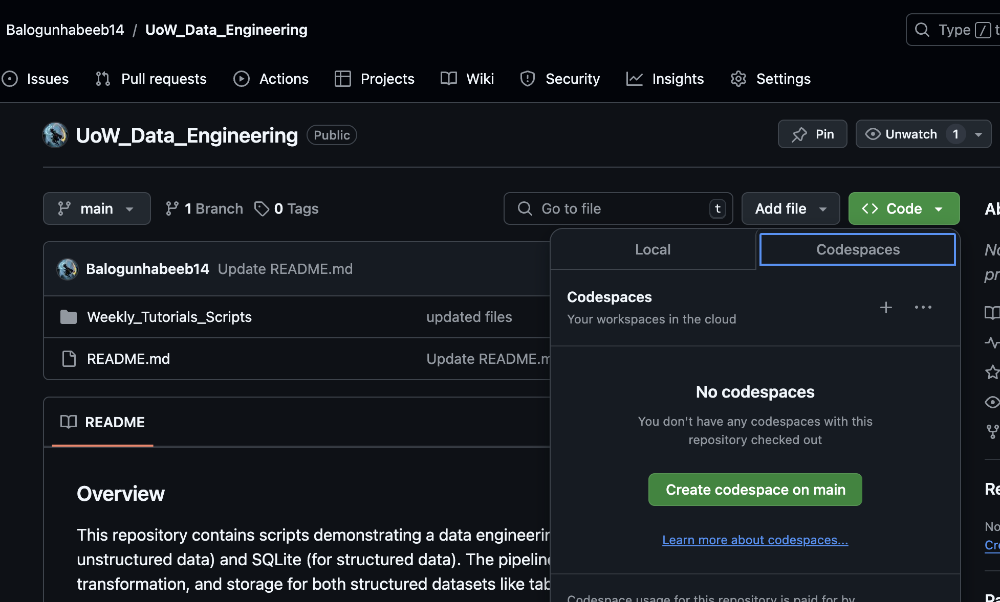 Balogunhabeeb14 / UoW_Data_Engineering
Type / t
Issues
Pull requests
Actions
Projects
Wiki
Security
Insights
Settings
UoW_Data_Engineering
Public
Pin
Unwatch 1
main
1 Branch
0 Tags
Go to file
t
Add file
<> Code
Local
Codespaces
Balogunhabeeb14 Update README.md
Weekly_Tutorials_Scripts
updated files
README.md
Update README.m
README
Overview
This repository contains scripts demonstrating a data engineerin
unstructured data) and SQLite (for structured data). The pipeline
transformation, and storage for both structured datasets like tab
Codespaces
Your workspaces in the cloud
No codespaces
You don't have any codespaces with this
repository checked out
Create codespace on main
Learn more about codespaces...
Codespace usage for this repository is paid for by
Ab
No
pr
Re
No
Cre
Pa